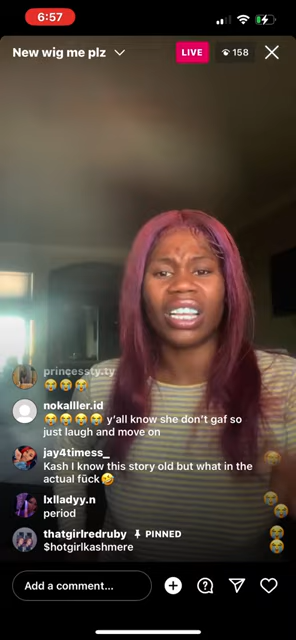 6:57
New wig me plz
LIVE
158
princessty.ty
😭😭😭
nokalller.id
😭😭😭😭 y'all know she don't gaf so
just laugh and move on
jay4timess_
Kash I know this story old but what in the
actual fück🤣
lxlladyy.n
period
thatgirlredruby PINNED
$hotgirlkashmere
Add a comment...